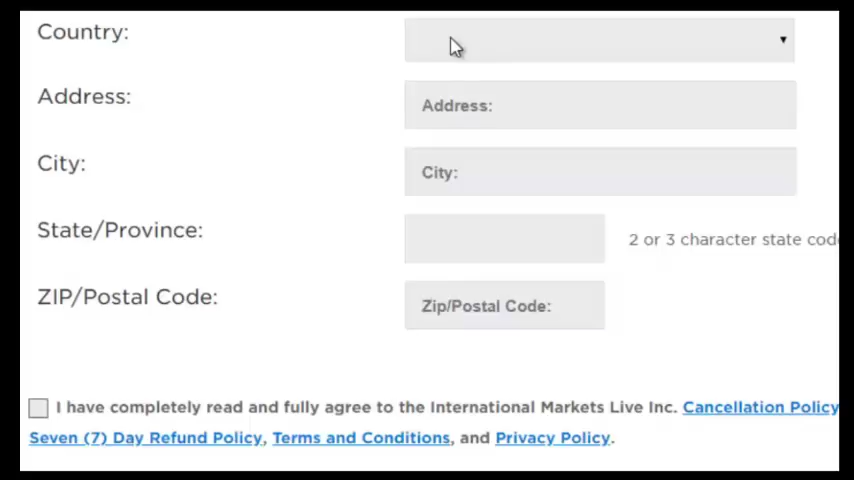 Country:
Address:
Address:
City:
City:
State/Province:
2 or 3 character state cod
ZIP/Postal Code:
Zip/Postal Code:
I have completely read and fully agree to the International Markets Live Inc. Cancellation Policy
Seven (7) Day Refund Policy, Terms and Conditions, and Privacy Policy.